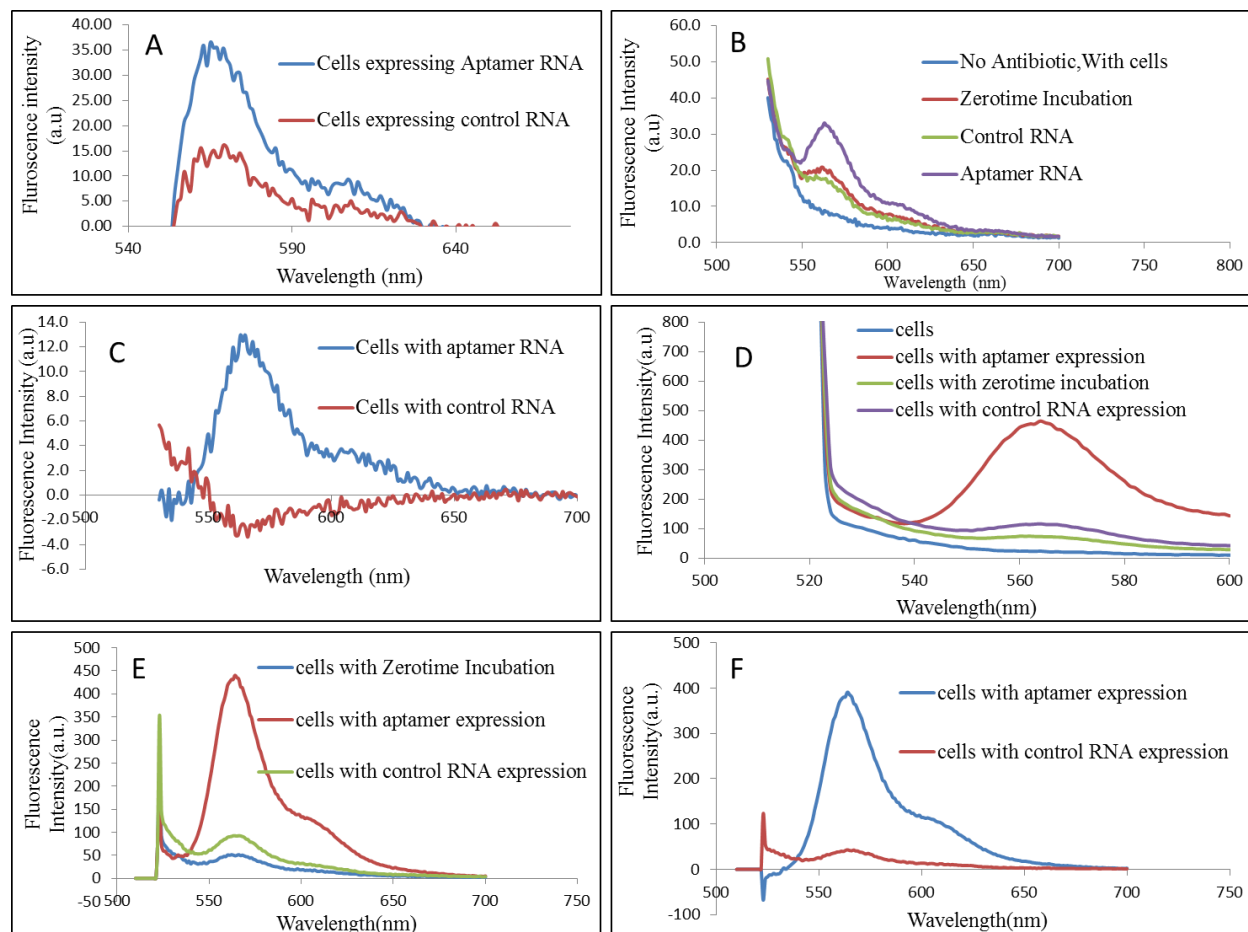 A
Fluroscence intensity
(a.u)
40.00
35.00
30.00
25.00
20.00
15.00
10.00
5.00
0.00
Cells expressing Aptamer RNA
Cells expressing control RNA
540 590 640
Wavelength (nm)
B
Fluorescence Intensity
(a.u)
60.0
50.0
40.0
30.0
20.0
10.0
0.0
No Antibiotic,With cells
Zerotime Incubation
Control RNA
Aptamer RNA
500 550 600 650 700 750 800
Wavelength (nm)
C
Fluorescence Intensity (a.u)
14.0
12.0
10.0
8.0
6.0
4.0
2.0
0.0
-2.0
-4.0
-6.0
Cells with aptamer RNA
Cells with control RNA
500 550 600 650 700
Wavelength (nm)
D
Fluorescence Intensity(a.u)
800
700
600
500
400
300
200
100
0
cells
cells with aptamer expression
cells with zerotime incubation
cells with control RNA expression
500 520 540 560 580 600
Wavelength(nm)
E
Fluorescence
Intensity(a.u.)
500
450
400
350
300
250
200
150
100
50
0
-50
cells with Zerotime Incubation
cells with aptamer expression
cells with control RNA expression
500 550 600 650 700 750
Wavelength(nm)
F
Fluorescence
Intensity(a.u.)
500
400
300
200
100
0
-100
cells with aptamer expression
cells with control RNA expression
500 550 600 650 700 750
Wavelength(nm)